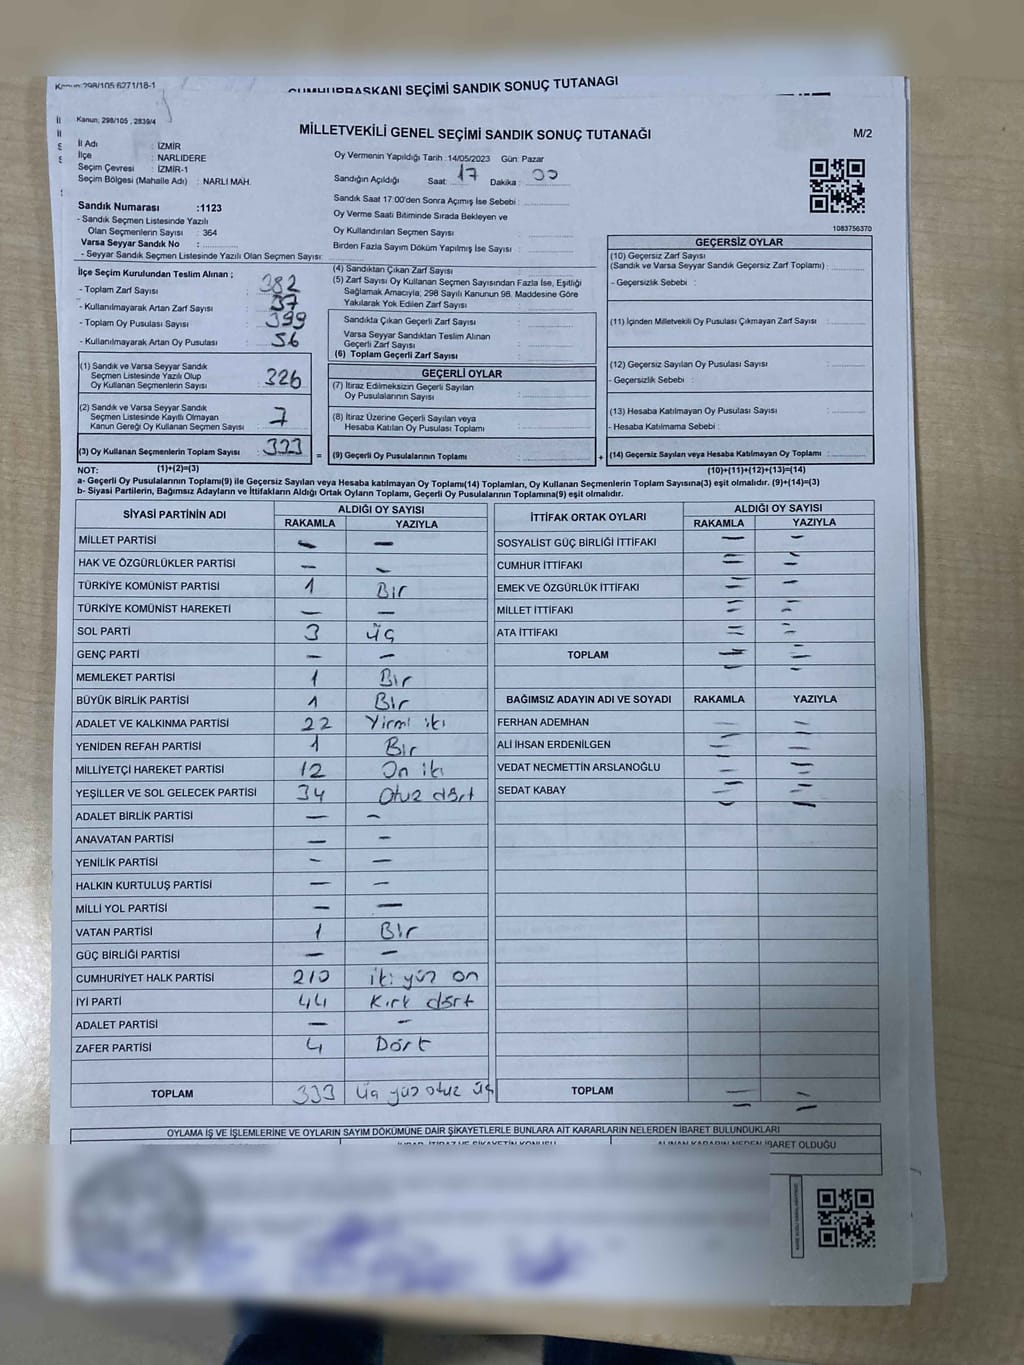 Kanun: 298/105 6271/18-1
CUMHURBAŞKANI SEÇİMİ SANDIK SONUÇ TUTANAĞI
Kanun; 298/105 , 2839/4
MİLLETVEKİLİ GENEL SEÇİMİ SANDIK SONUÇ TUTANAĞI
M/2
İl Adı : İZMİR
İlçe : NARLIDERE
Seçim Çevresi : İZMİR-1
Seçim Bölgesi (Mahalle Adı) : NARLI MAH.
Oy Vermenin Yapıldığı Tarih : 14/05/2023 Gün: Pazar
Sandığın Açıldığı Saat: 17 Dakika : 00
Sandık Saat 17:00'den Sonra Açımış İse Sebebi :
Oy Verme Saati Bitiminde Sırada Bekleyen ve
Oy Kullandırılan Seçmen Sayısı :
Birden Fazla Sayım Döküm Yapılmış İse Sayısı :
Sandık Numarası :1123
- Sandık Seçmen Listesinde Yazılı
Olan Seçmenlerin Sayısı : 364
Varsa Seyyar Sandık No :
- Seyyar Sandık Seçmen Listesinde Yazılı Olan Seçmen Sayısı:
1083756370
İlçe Seçim Kurulundan Teslim Alınan ;
- Toplam Zarf Sayısı : 382
- Kullanılmayarak Artan Zarf Sayısı : 37
- Toplam Oy Pusulası Sayısı : 399
- Kullanılmayarak Artan Oy Pusulası : 56
(1) Sandık ve Varsa Seyyar Sandık
Seçmen Listesinde Yazılı Olup
Oy Kullanan Seçmenlerin Sayısı : 326
(2) Sandık ve Varsa Seyyar Sandık
Seçmen Listesinde Kayıtlı Olmayan
Kanun Gereği Oy Kullanan Seçmen Sayısı : 7
(3) Oy Kullanan Seçmenlerin Toplam Sayısı : 333
(4) Sandıktan Çıkan Zarf Sayısı :
(5) Zarf Sayısı Oy Kullanan Seçmen Sayısından Fazla İse, Eşitliği
Sağlamak Amacıyla, 298 Sayılı Kanunun 98. Maddesine Göre
Yakılarak Yok Edilen Zarf Sayısı :
Sandıkta Çıkan Geçerli Zarf Sayısı :
Varsa Seyyar Sandıktan Teslim Alınan
Geçerli Zarf Sayısı :
(6) Toplam Geçerli Zarf Sayısı :
GEÇERLİ OYLAR
(7) İtiraz Edilmeksizin Geçerli Sayılan
Oy Pusulalarının Sayısı :
(8) İtiraz Üzerine Geçerli Sayılan veya
Hesaba Katılan Oy Pusulası Toplamı :
= (9) Geçerli Oy Pusulalarının Toplamı :
GEÇERSİZ OYLAR
(10) Geçersiz Zarf Sayısı
(Sandık ve Varsa Seyyar Sandık Geçersiz Zarf Toplamı) :
- Geçersizlik Sebebi :
(11) İçinden Milletvekili Oy Pusulası Çıkmayan Zarf Sayısı :
(12) Geçersiz Sayılan Oy Pusulası Sayısı :
- Geçersizlik Sebebi :
(13) Hesaba Katılmayan Oy Pusulası Sayısı :
- Hesaba Katılmama Sebebi :
+ (14) Geçersiz Sayılan veya Hesaba Katılmayan Oy Toplamı :
NOT: (1)+(2)=(3)
(10)+(11)+(12)+(13)=(14)
a- Geçerli Oy Pusulalarının Toplamı(9) ile Geçersiz Sayılan veya Hesaba katılmayan Oy Toplamı(14) Toplamları, Oy Kullanan Seçmenlerin Toplam Sayısına(3) eşit olmalıdır. (9)+(14)=(3)
b- Siyasi Partilerin, Bağımsız Adayların ve İttifakların Aldığı Ortak Oyların Toplamı, Geçerli Oy Pusulalarının Toplamına(9) eşit olmalıdır.
SİYASİ PARTİNİN ADI
ALDIĞI OY SAYISI
RAKAMLA YAZIYLA
MİLLET PARTİSİ — —
HAK VE ÖZGÜRLÜKLER PARTİSİ — —
TÜRKİYE KOMÜNİST PARTİSİ 1 Bir
TÜRKİYE KOMÜNİST HAREKETİ — —
SOL PARTİ 3 üç
GENÇ PARTİ — —
MEMLEKET PARTİSİ 1 Bir
BÜYÜK BİRLİK PARTİSİ 1 Bir
ADALET VE KALKINMA PARTİSİ 22 Yirmi iki
YENİDEN REFAH PARTİSİ 1 Bir
MİLLİYETÇİ HAREKET PARTİSİ 12 On iki
YEŞİLLER VE SOL GELECEK PARTİSİ 34 Otuz dört
ADALET BİRLİK PARTİSİ — —
ANAVATAN PARTİSİ — —
YENİLİK PARTİSİ — —
HALKIN KURTULUŞ PARTİSİ — —
MİLLİ YOL PARTİSİ — —
VATAN PARTİSİ 1 Bir
GÜÇ BİRLİĞİ PARTİSİ — —
CUMHURİYET HALK PARTİSİ 210 iki yüz on
İYİ PARTİ 44 Kırk dört
ADALET PARTİSİ — —
ZAFER PARTİSİ 4 Dört
TOPLAM 333 Üç yüz otuz üç
İTTİFAK ORTAK OYLARI
ALDIĞI OY SAYISI
RAKAMLA YAZIYLA
SOSYALİST GÜÇ BİRLİĞİ İTTİFAKI — —
CUMHUR İTTİFAKI — —
EMEK VE ÖZGÜRLÜK İTTİFAKI — —
MİLLET İTTİFAKI — —
ATA İTTİFAKI — —
TOPLAM — —
BAĞIMSIZ ADAYIN ADI VE SOYADI RAKAMLA YAZIYLA
FERHAN ADEMHAN — —
ALİ İHSAN ERDENİLGEN — —
VEDAT NECMETTİN ARSLANOĞLU — —
SEDAT KABAY — —
TOPLAM — —
OYLAMA İŞ VE İŞLEMLERİNE VE OYLARIN SAYIM DÖKÜMÜNE DAİR ŞİKAYETLERLE BUNLARA AİT KARARLARIN NELERDEN İBARET BULUNDUKLARI
İHBAR, İTİRAZ VE ŞİKAYETİN KONUSU
ALINAN KARARIN NEDEN İBARET OLDUĞU